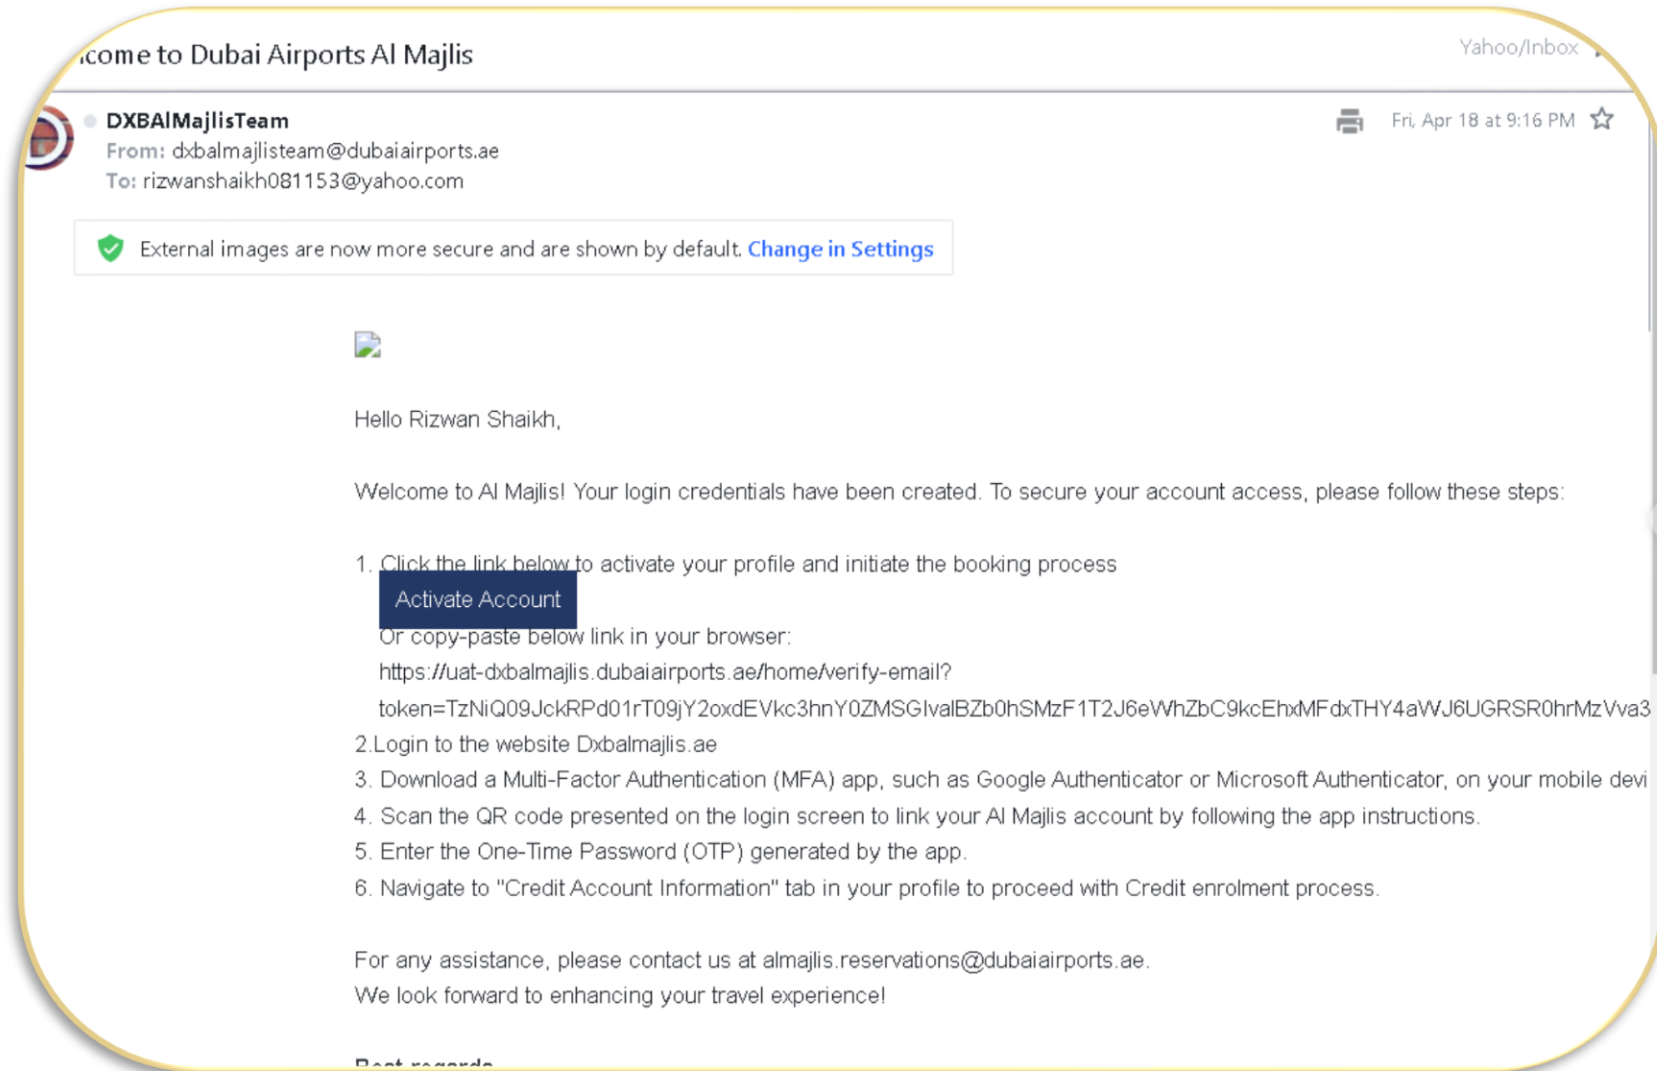 come to Dubai Airports Al Majlis
Yahoo/Inbox
DXBAlMajlisTeam
Fri, Apr 18 at 9:16 PM
From: dxbalmajlisteam@dubaiairports.ae
To: rizwanshaikh081153@yahoo.com
External images are now more secure and are shown by default. Change in Settings
Hello Rizwan Shaikh,
Welcome to Al Majlis! Your login credentials have been created. To secure your account access, please follow these steps:
1. Click the link below to activate your profile and initiate the booking process
Activate Account
Or copy-paste below link in your browser:
https://uat-dxbalmajlis.dubaiairports.ae/home/verify-email?
token=TzNiQ09JckRPd01rT09jY2oxdEVkc3hnY0ZMSGIvalBZb0hSMzF1T2J6eWhZbC9kcEhxMFdxTHY4aWJ6UGRSR0hrMzVva3
2.Login to the website Dxbalmajlis.ae
3. Download a Multi-Factor Authentication (MFA) app, such as Google Authenticator or Microsoft Authenticator, on your mobile devi
4. Scan the QR code presented on the login screen to link your Al Majlis account by following the app instructions.
5. Enter the One-Time Password (OTP) generated by the app.
6. Navigate to "Credit Account Information" tab in your profile to proceed with Credit enrolment process.
For any assistance, please contact us at almajlis.reservations@dubaiairports.ae.
We look forward to enhancing your travel experience!
Best regards